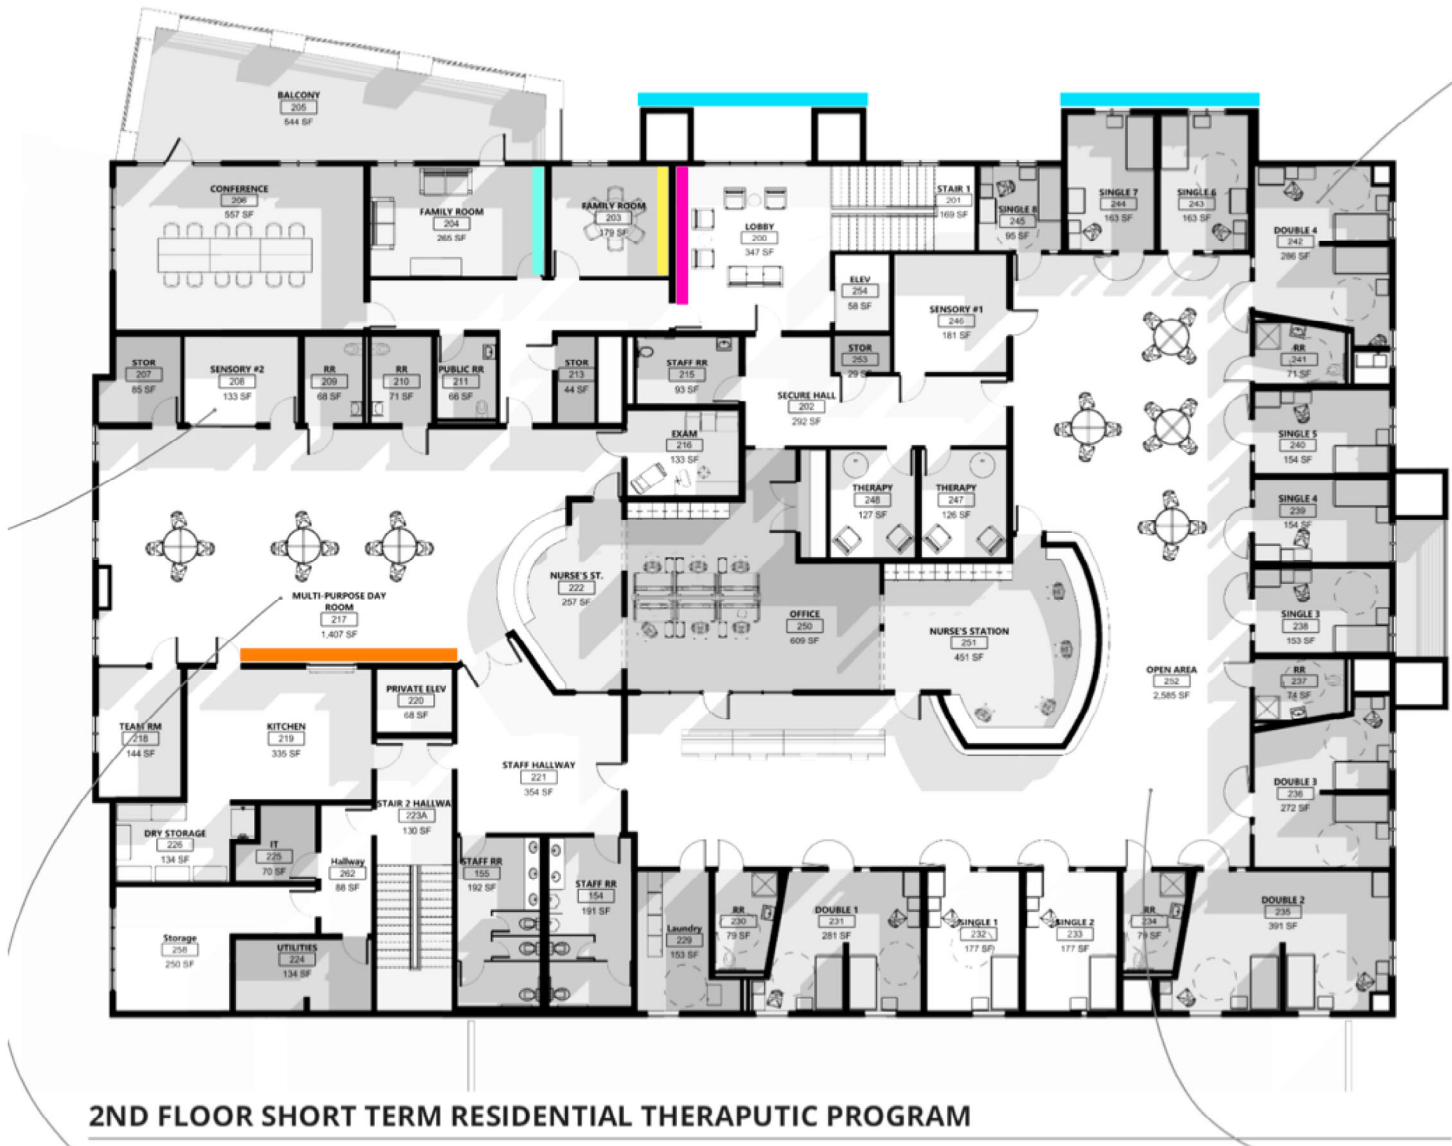 BALCONY
205
544 SF
CONFERENCE
206
557 SF
FAMILY ROOM
204
265 SF
FAMILY ROOM
203
179 SF
LOBBY
200
347 SF
STAIR 1
201
169 SF
SINGLE 8
245
95 SF
SINGLE 7
244
163 SF
SINGLE 6
243
163 SF
DOUBLE 4
242
286 SF
ELEV
254
58 SF
SENSORY #1
246
181 SF
STOR
207
85 SF
SENSORY #2
208
133 SF
RR
209
68 SF
RR
210
71 SF
PUBLIC RR
211
66 SF
STOR
213
44 SF
STAFF RR
215
93 SF
STOR
253
29 SF
RR
241
71 SF
SECURE HALL
202
292 SF
EXAM
216
133 SF
SINGLE 5
240
154 SF
THERAPY
248
127 SF
THERAPY
247
126 SF
SINGLE 4
239
154 SF
NURSE'S ST.
222
257 SF
MULTI-PURPOSE DAY
ROOM
217
1,407 SF
OFFICE
250
609 SF
NURSE'S STATION
251
451 SF
SINGLE 3
238
153 SF
OPEN AREA
252
2,585 SF
RR
237
74 SF
PRIVATE ELEV
220
68 SF
TEAM RM
218
144 SF
KITCHEN
219
335 SF
STAFF HALLWAY
221
354 SF
DOUBLE 3
236
272 SF
STAIR 2 HALLWA
223A
130 SF
DRY STORAGE
226
134 SF
IT
225
70 SF
Hallway
262
88 SF
STAFF RR
155
192 SF
STAFF RR
154
191 SF
Laundry
229
153 SF
RR
230
79 SF
DOUBLE 1
231
281 SF
SINGLE 1
232
177 SF
SINGLE 2
233
177 SF
RR
234
79 SF
DOUBLE 2
235
391 SF
Storage
258
250 SF
UTILITIES
224
134 SF
2ND FLOOR SHORT TERM RESIDENTIAL THERAPUTIC PROGRAM